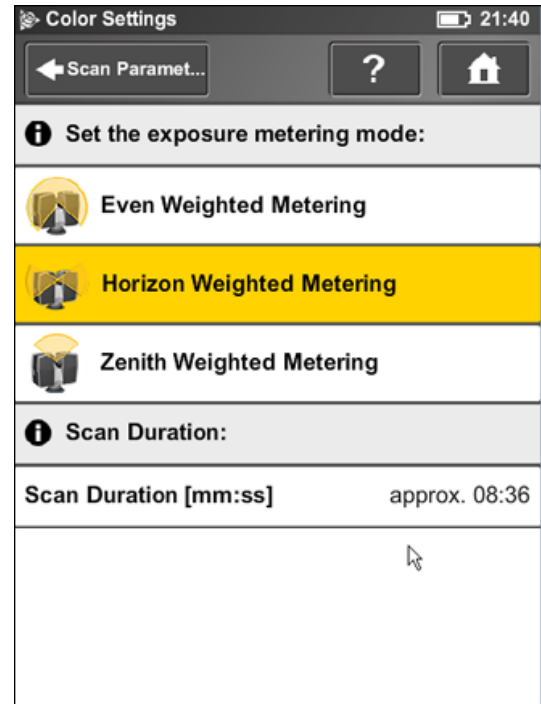 Color Settings 21:40
Scan Paramet... ?
Set the exposure metering mode:
Even Weighted Metering
Horizon Weighted Metering
Zenith Weighted Metering
Scan Duration:
Scan Duration [mm:ss] approx. 08:36